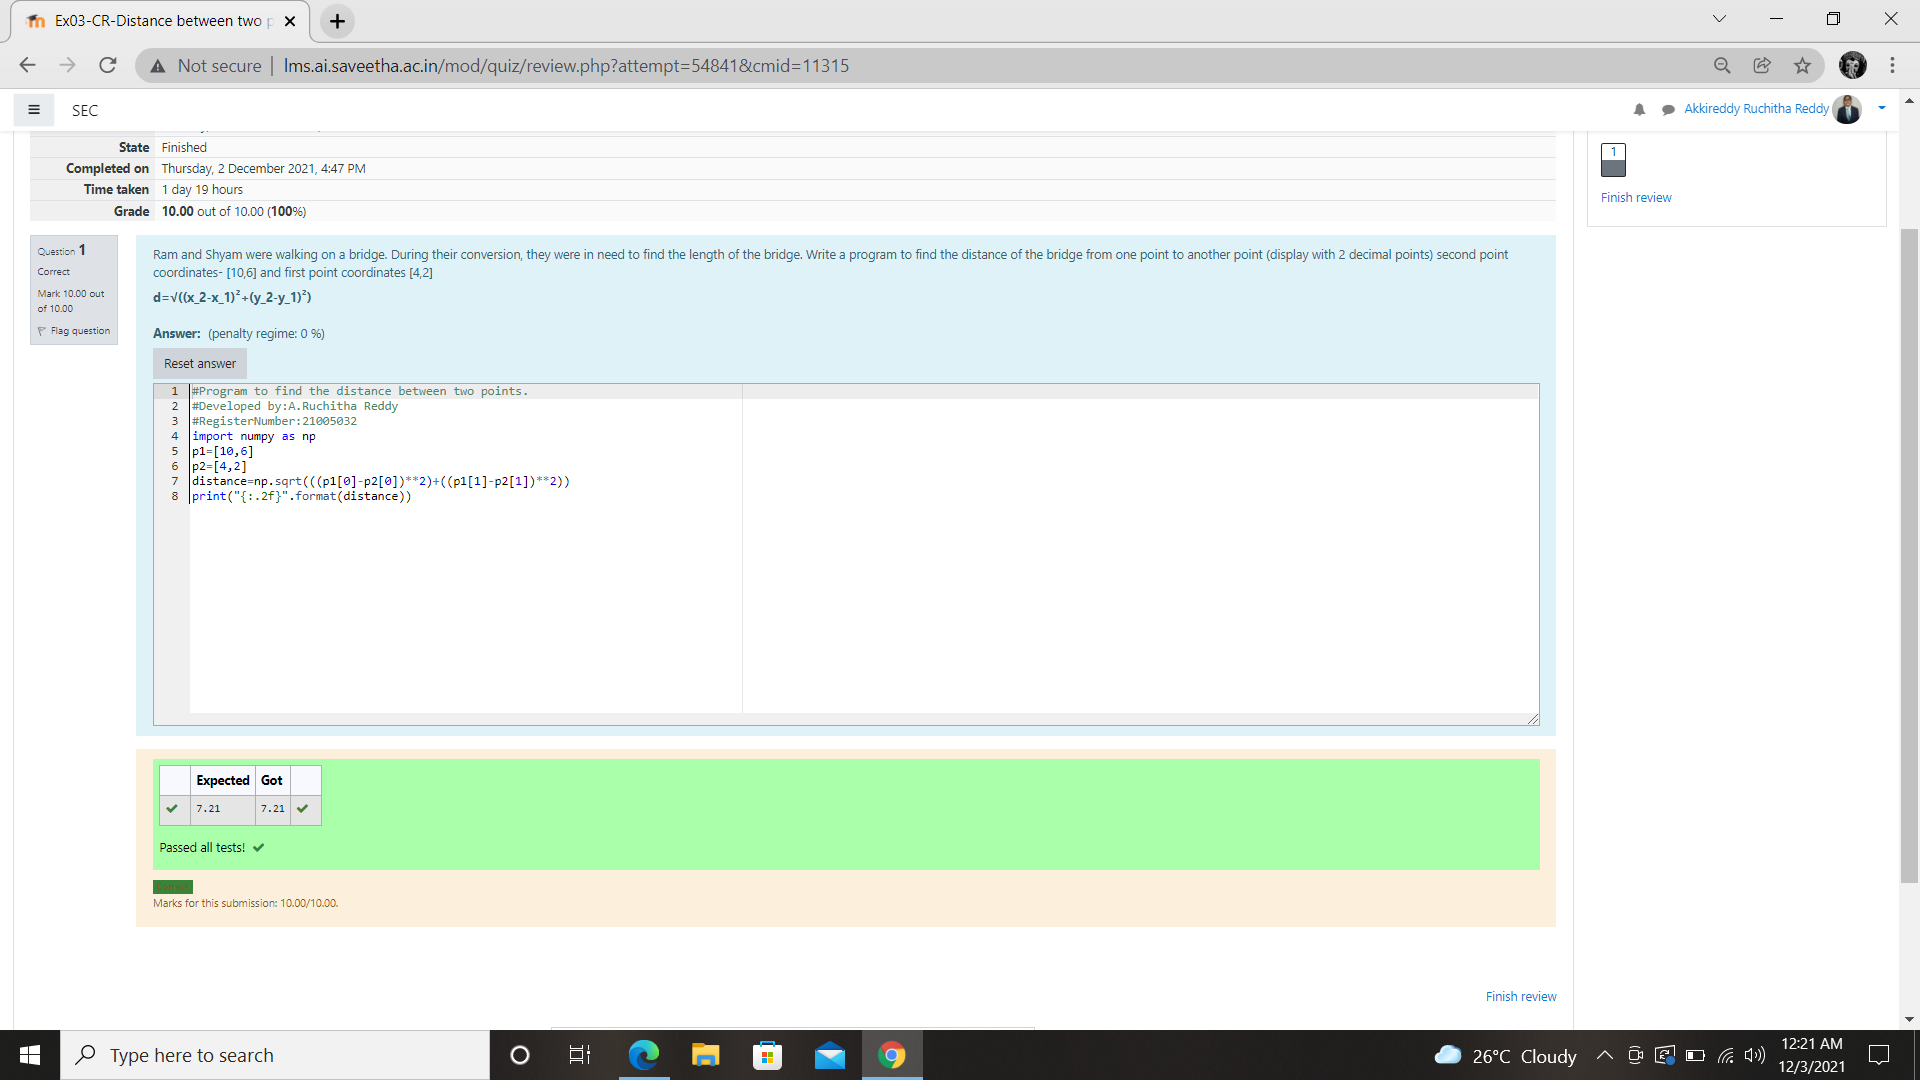 Ex03-CR-Distance between two p
Not secure | lms.ai.saveetha.ac.in/mod/quiz/review.php?attempt=54841&cmid=11315
SEC
Akkireddy Ruchitha Reddy
State Finished
Completed on Thursday, 2 December 2021, 4:47 PM
Time taken 1 day 19 hours
Grade 10.00 out of 10.00 (100%)
1
Finish review
Question 1
Correct
Mark 10.00 out
of 10.00
Flag question
Ram and Shyam were walking on a bridge. During their conversion, they were in need to find the length of the bridge. Write a program to find the distance of the bridge from one point to another point (display with 2 decimal points) second point
coordinates- [10,6] and first point coordinates [4,2]
d=√((x_2-x_1)²+(y_2-y_1)²)
Answer: (penalty regime: 0 %)
Reset answer
1 #Program to find the distance between two points.
2 #Developed by:A.Ruchitha Reddy
3 #RegisterNumber:21005032
4 import numpy as np
5 p1=[10,6]
6 p2=[4,2]
7 distance=np.sqrt(((p1[0]-p2[0])**2)+((p1[1]-p2[1])**2))
8 print("{:.2f}".format(distance))
Expected Got
7.21 7.21
Passed all tests!
Marks for this submission: 10.00/10.00.
Finish review
Type here to search
26°C Cloudy
12:21 AM
12/3/2021